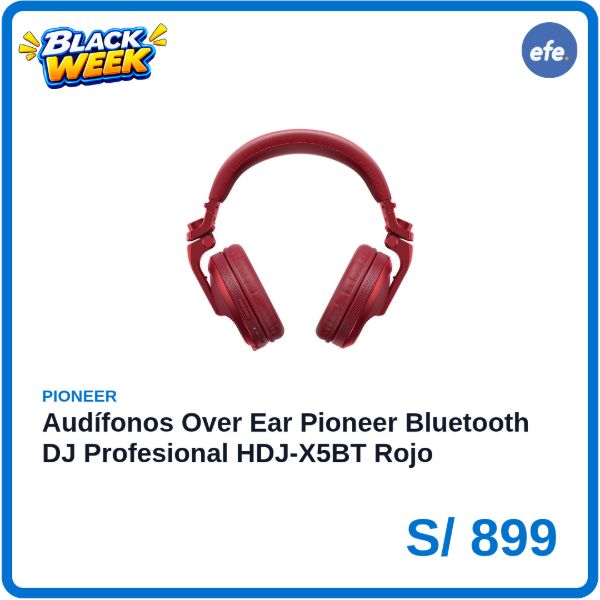 BLACK
WEEK
efe.
PIONEER
Audífonos Over Ear Pioneer Bluetooth
DJ Profesional HDJ-X5BT Rojo
S/ 899